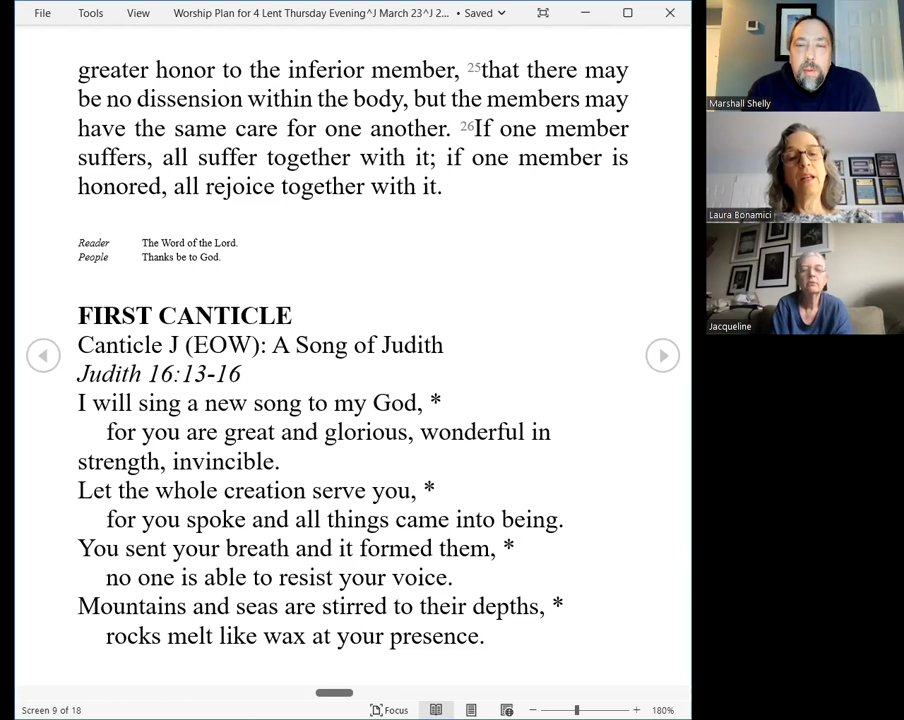 File Tools View Worship Plan for 4 Lent Thursday Evening^J March 23^J 2... • Saved
greater honor to the inferior member, 25that there may
be no dissension within the body, but the members may
have the same care for one another. 26If one member
suffers, all suffer together with it; if one member is
honored, all rejoice together with it.
Reader The Word of the Lord.
People Thanks be to God.
FIRST CANTICLE
Canticle J (EOW): A Song of Judith
Judith 16:13-16
I will sing a new song to my God, *
for you are great and glorious, wonderful in
strength, invincible.
Let the whole creation serve you, *
for you spoke and all things came into being.
You sent your breath and it formed them, *
no one is able to resist your voice.
Mountains and seas are stirred to their depths, *
rocks melt like wax at your presence.
Screen 9 of 18 Focus 180%
Marshall Shelly
Laura Bonamici
Jacqueline